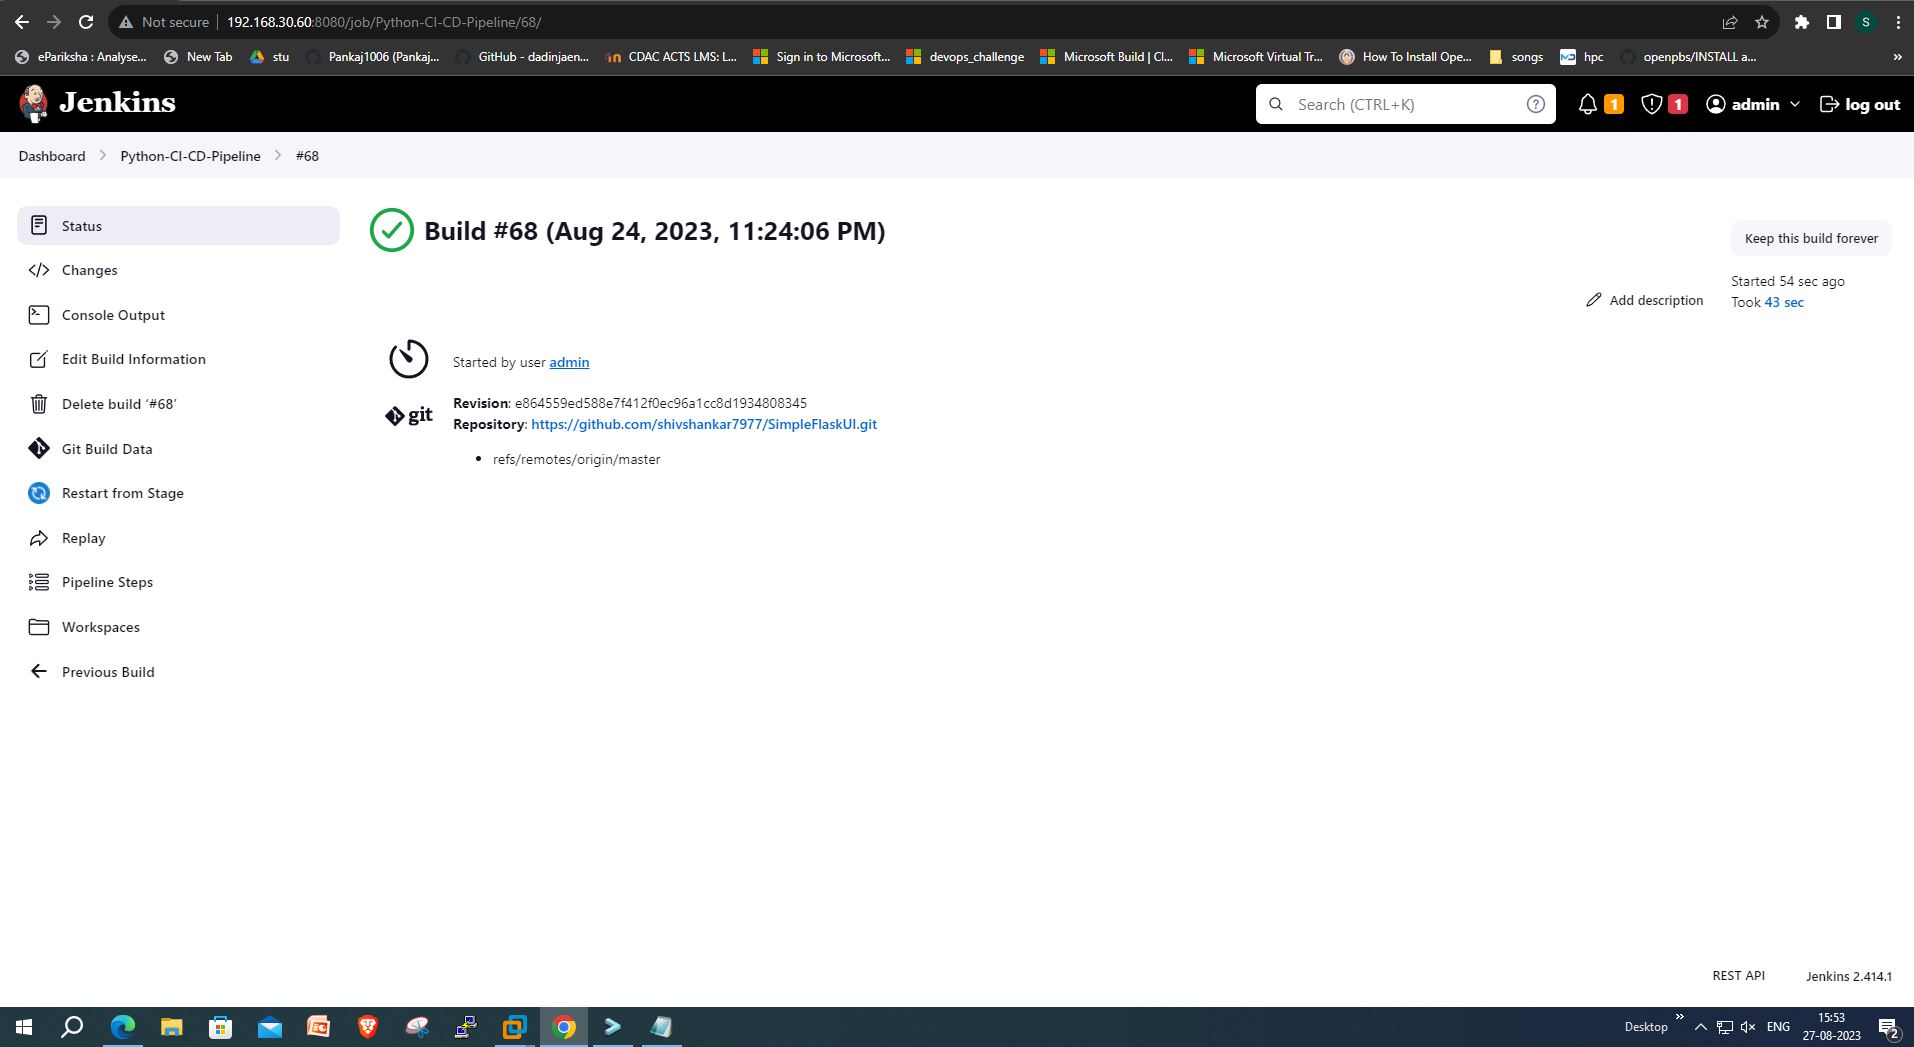 Not secure | 192.168.30.60:8080/job/Python-CI-CD-Pipeline/68/
S
ePariksha : Analyse... New Tab stu Pankaj1006 (Pankaj... GitHub - dadinjaen... CDAC ACTS LMS: L... Sign in to Microsoft... devops_challenge Microsoft Build | Cl... Microsoft Virtual Tr... How To Install Ope... songs hpc openpbs/INSTALL a... »
Jenkins
Search (CTRL+K)
1
1
admin
log out
Dashboard > Python-CI-CD-Pipeline > #68
Status
Changes
Console Output
Edit Build Information
Delete build ‘#68’
Git Build Data
Restart from Stage
Replay
Pipeline Steps
Workspaces
Previous Build
Build #68 (Aug 24, 2023, 11:24:06 PM)
Keep this build forever
Add description
Started 54 sec ago
Took 43 sec
Started by user admin
git
Revision: e864559ed588e7f412f0ec96a1cc8d1934808345
Repository: https://github.com/shivshankar7977/SimpleFlaskUI.git
• refs/remotes/origin/master
REST API
Jenkins 2.414.1
Desktop »
ENG
15:53
27-08-2023
2